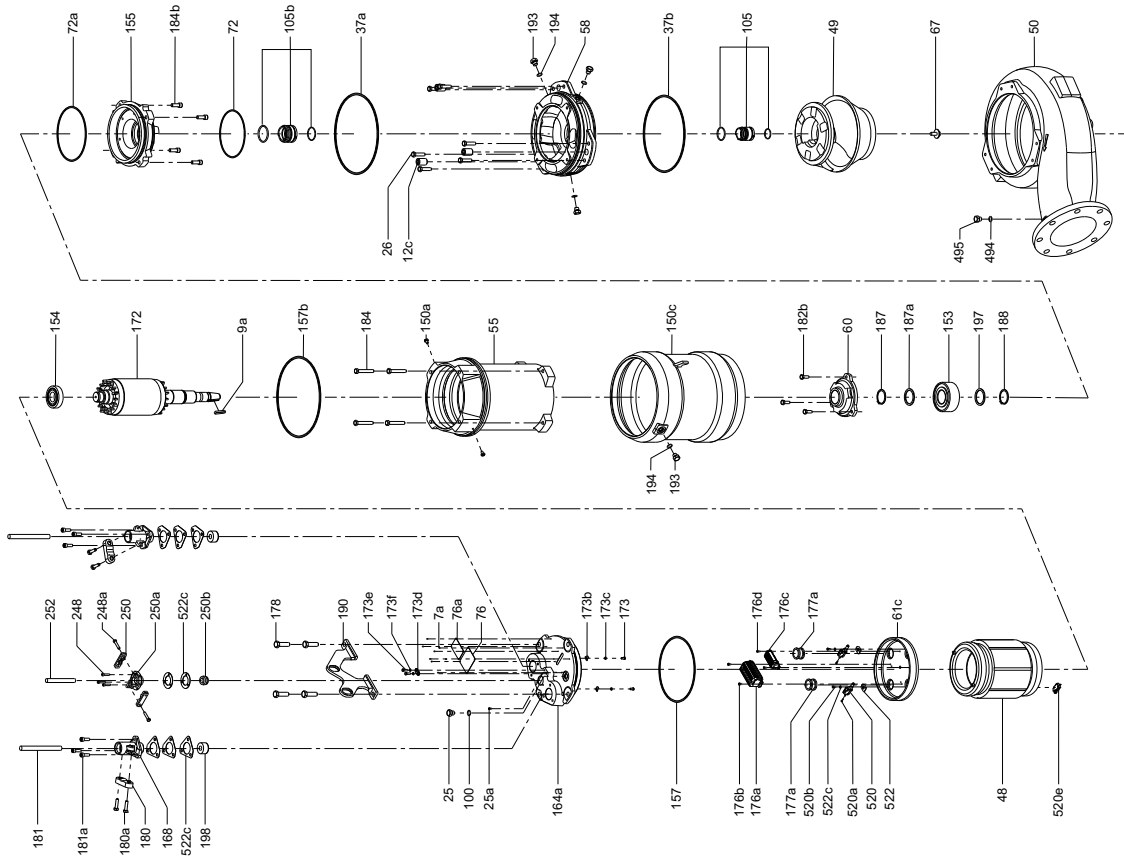 72a
155
184b
72
105b
37a
193
194
58
37b
105
49
67
50
26
12c
495
494
154
172
9a
157b
184
150a
55
150c
182b
60
187
187a
153
197
188
194
193
252
248
248a
250
250a
522c
250b
178
190
173e
173f
173d
7a
76a
76
173b
173c
173
176d
176c
177a
61c
181
181a
180a
180
168
522c
198
25
100
25a
164a
157
176b
176a
177a
520b
522c
520a
520
522
48
520e